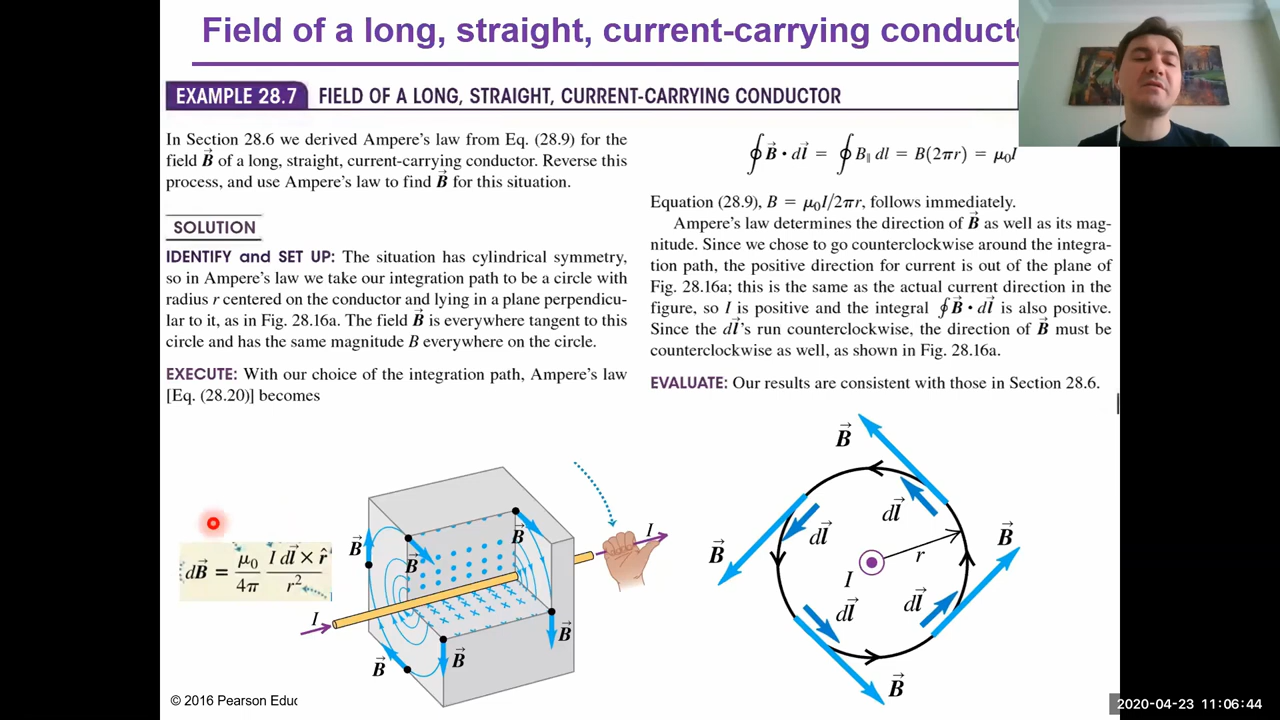 Field of a long, straight, current-carrying
EXAMPLE 28.7 FIELD OF A LONG, STRAIGHT, CURRENT-CARRYING CONDUCTOR
In Section 28.6 we derived Ampere's law from Eq. (28.9) for the
field B⃗ of a long, straight, current-carrying conductor. Reverse this
process, and use Ampere's law to find B⃗ for this situation.
SOLUTION
IDENTIFY and SET UP: The situation has cylindrical symmetry,
so in Ampere's law we take our integration path to be a circle with
radius r centered on the conductor and lying in a plane perpendicu-
lar to it, as in Fig. 28.16a. The field B⃗ is everywhere tangent to this
circle and has the same magnitude B everywhere on the circle.
EXECUTE: With our choice of the integration path, Ampere's law
[Eq. (28.20)] becomes
∮ B⃗ • dl⃗ = ∮ B∥ dl = B(2πr) = μ₀I
Equation (28.9), B = μ₀I/2πr, follows immediately.
Ampere's law determines the direction of B⃗ as well as its mag-
nitude. Since we chose to go counterclockwise around the integra-
tion path, the positive direction for current is out of the plane of
Fig. 28.16a; this is the same as the actual current direction in the
figure, so I is positive and the integral ∮ B⃗ • dl⃗ is also positive.
Since the dl⃗'s run counterclockwise, the direction of B⃗ must be
counterclockwise as well, as shown in Fig. 28.16a.
EVALUATE: Our results are consistent with those in Section 28.6.
dB⃗ = μ₀/4π I dl⃗ × r̂/r²
I
B⃗
B⃗
B⃗
B⃗
B⃗
B⃗
I
B⃗
dl⃗
dl⃗
B⃗
B⃗
r
I
dl⃗
dl⃗
B⃗
© 2016 Pearson
2020-04-23 11:06:44